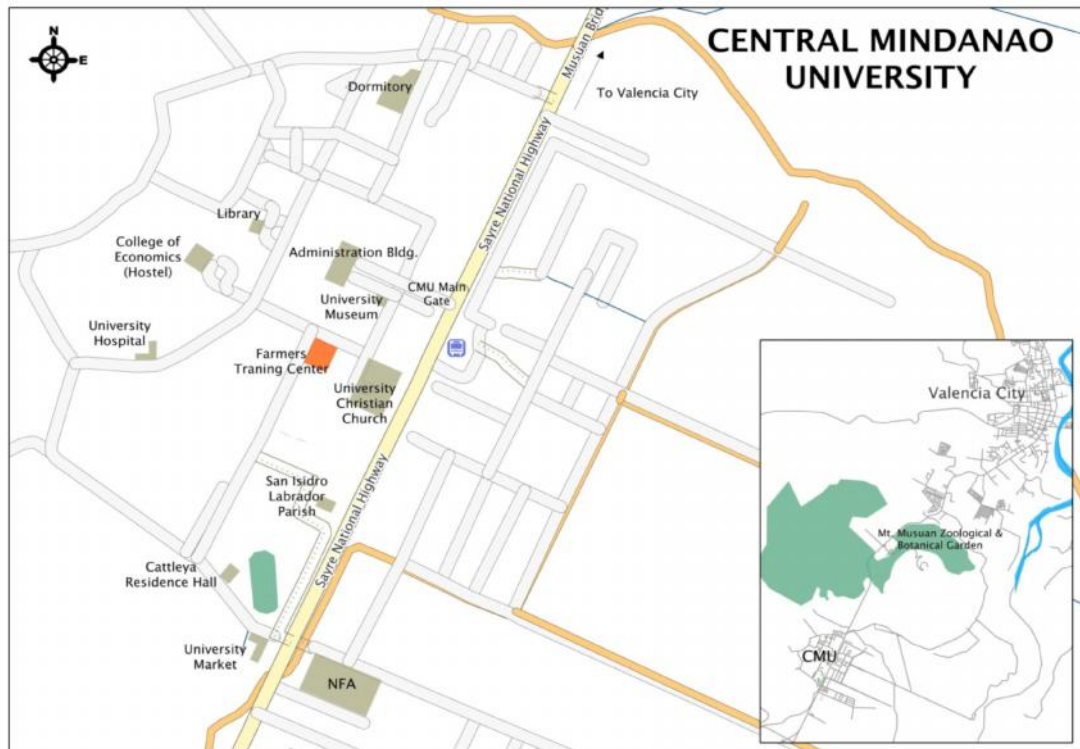 N
E
CENTRAL MINDANAO
UNIVERSITY
Musuan Bridge
To Valencia City
Dormitory
Sayre National Highway
Library
College of
Economics
(Hostel)
Administration Bldg.
CMU Main
Gate
University
Museum
University
Hospital
Farmers
Traning Center
University
Christian
Church
Valencia City
San Isidro
Labrador
Parish
Sayre National Highway
Mt. Musuan Zoological &
Botanical Garden
Cattleya
Residence Hall
University
Market
CMU
NFA